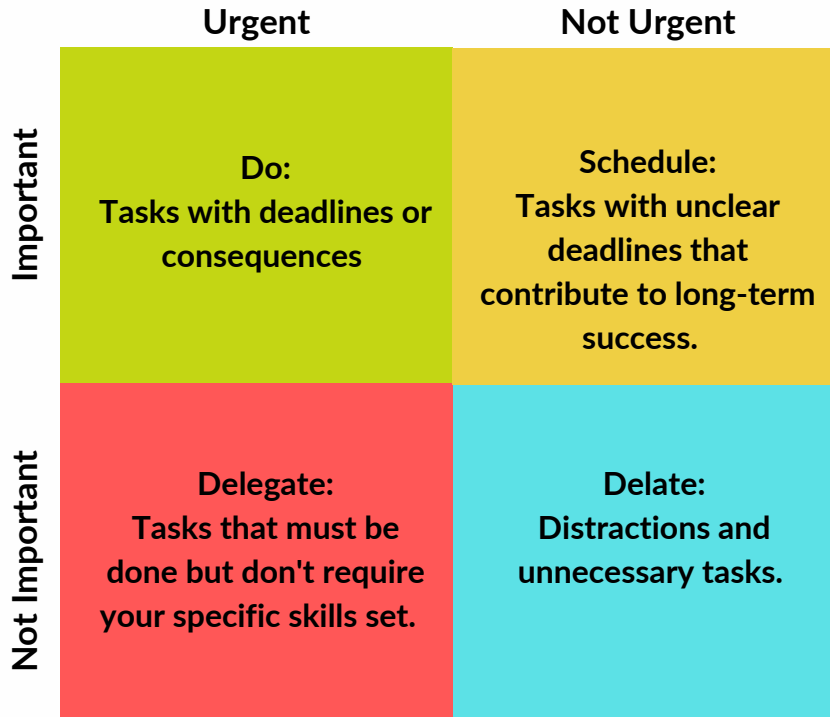 Urgent
Not Urgent
Important
Do:
Tasks with deadlines or
consequences
Schedule:
Tasks with unclear
deadlines that
contribute to long-term
success.
Not Important
Delegate:
Tasks that must be
done but don't require
your specific skills set.
Delate:
Distractions and
unnecessary tasks.